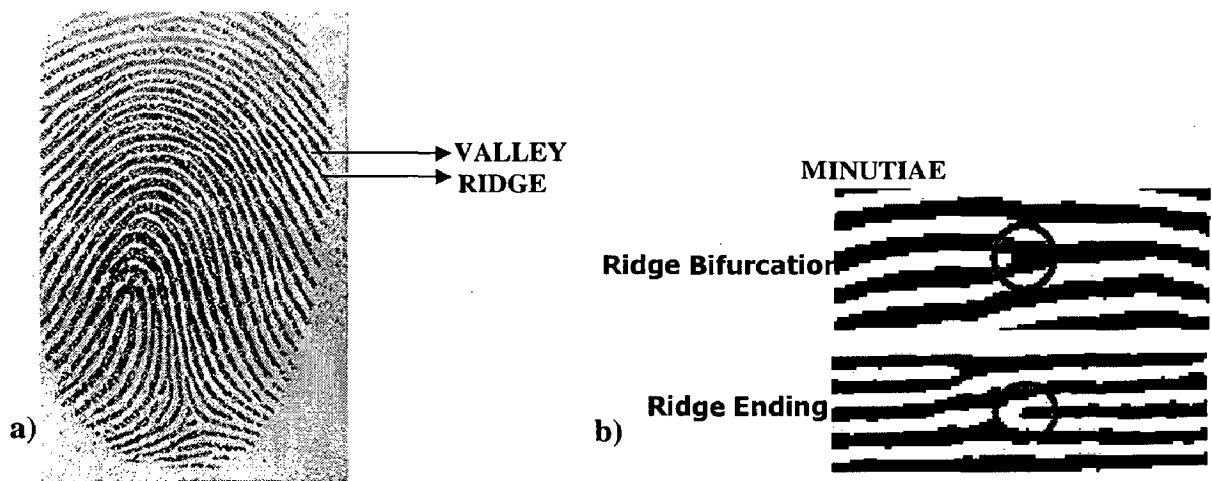 VALLEY
RIDGE
a)
MINUTIAE
Ridge Bifurcation
Ridge Ending
b)